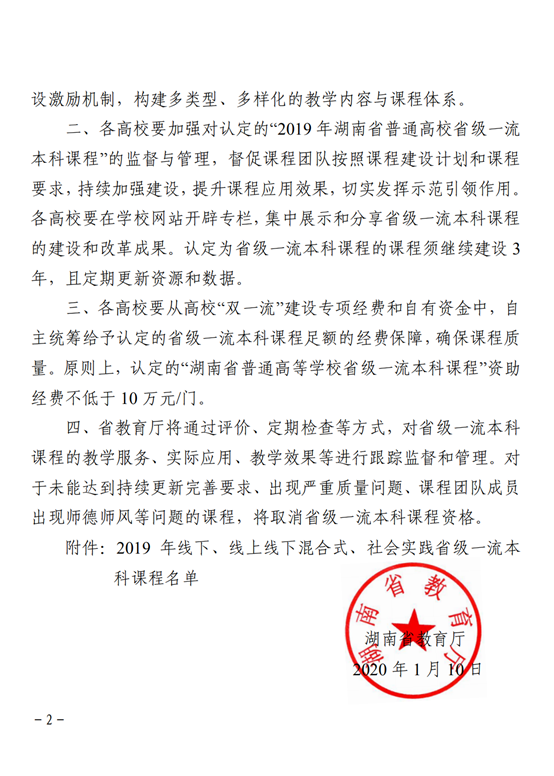 设激励机制，构建多类型、多样化的教学内容与课程体系。
二、各高校要加强对认定的“2019 年湖南省普通高校省级一流
本科课程”的监督与管理，督促课程团队按照课程建设计划和课程
要求，持续加强建设，提升课程应用效果，切实发挥示范引领作用。
各高校要在学校网站开辟专栏，集中展示和分享省级一流本科课程
的建设和改革成果。认定为省级一流本科课程的课程须继续建设 3
年，且定期更新资源和数据。
三、各高校要从高校“双一流”建设专项经费和自有资金中，自
主统筹给予认定的省级一流本科课程足额的经费保障，确保课程质
量。原则上，认定的“湖南省普通高等学校省级一流本科课程”资助
经费不低于 10 万元/门。
四、省教育厅将通过评价、定期检查等方式，对省级一流本科
课程的教学服务、实际应用、教学效果等进行跟踪监督和管理。对
于未能达到持续更新完善要求、出现严重质量问题、课程团队成员
出现师德师风等问题的课程，将取消省级一流本科课程资格。
附件：2019 年线下、线上线下混合式、社会实践省级一流本
科课程名单
湖南省教育厅
湖南省教育厅
2020 年 1 月 10 日
－2－